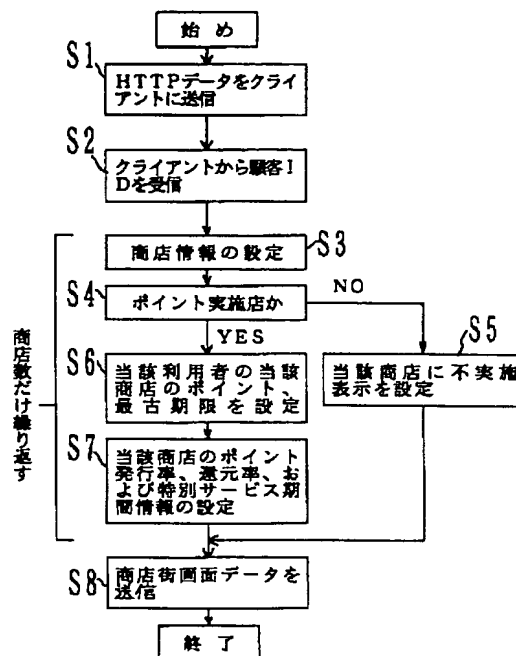 始め
S1
HTTPデータをクライ
アントに送信
S2
クライアントから顧客I
Dを受信
商店数だけ繰り返す
商店情報の設定
S3
S4
ポイント実施店か
NO
YES
S5
当該商店に不実施
表示を設定
S6
当該利用者の当該
商店のポイント、
最古期限を設定
S7
当該商店のポイント
発行率、還元率、お
よび特別サービス期
間情報の設定
S8
商店街画面データを
送信
終了